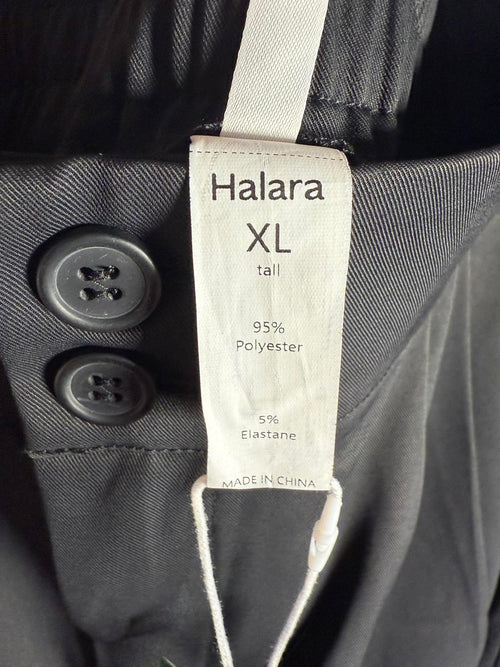 Halara
XL
tall
95%
Polyester
5%
Elastane
MADE IN CHINA